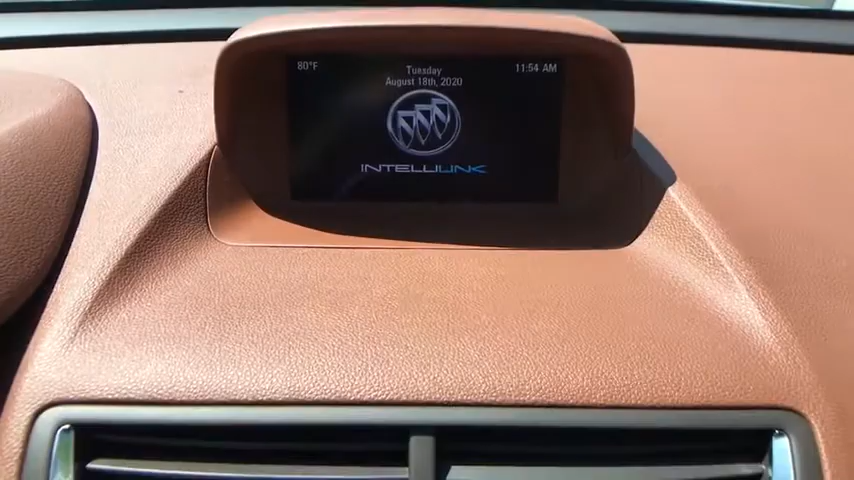 80°F
Tuesday
11:54 AM
August 18th, 2020
INTELLILINK